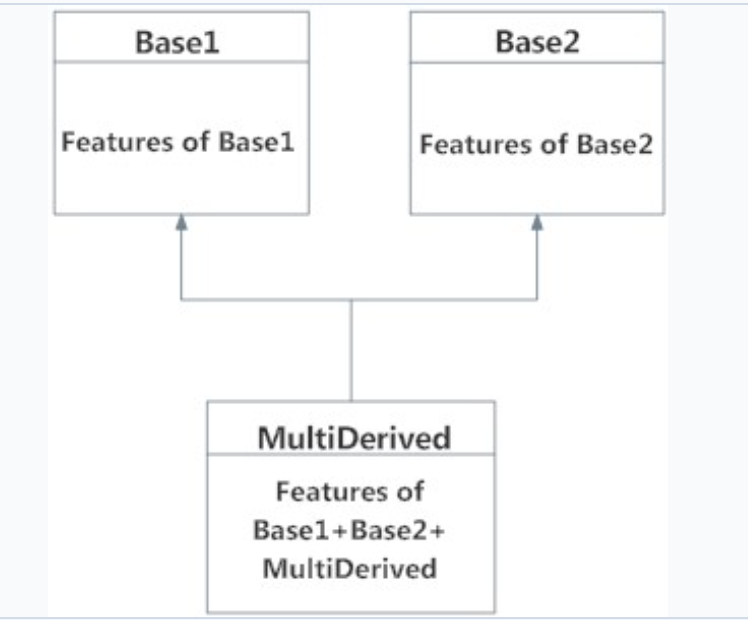 Base1
Base2
Features of Base1
Features of Base2
MultiDerived
Features of
Base1+Base2+
MultiDerived